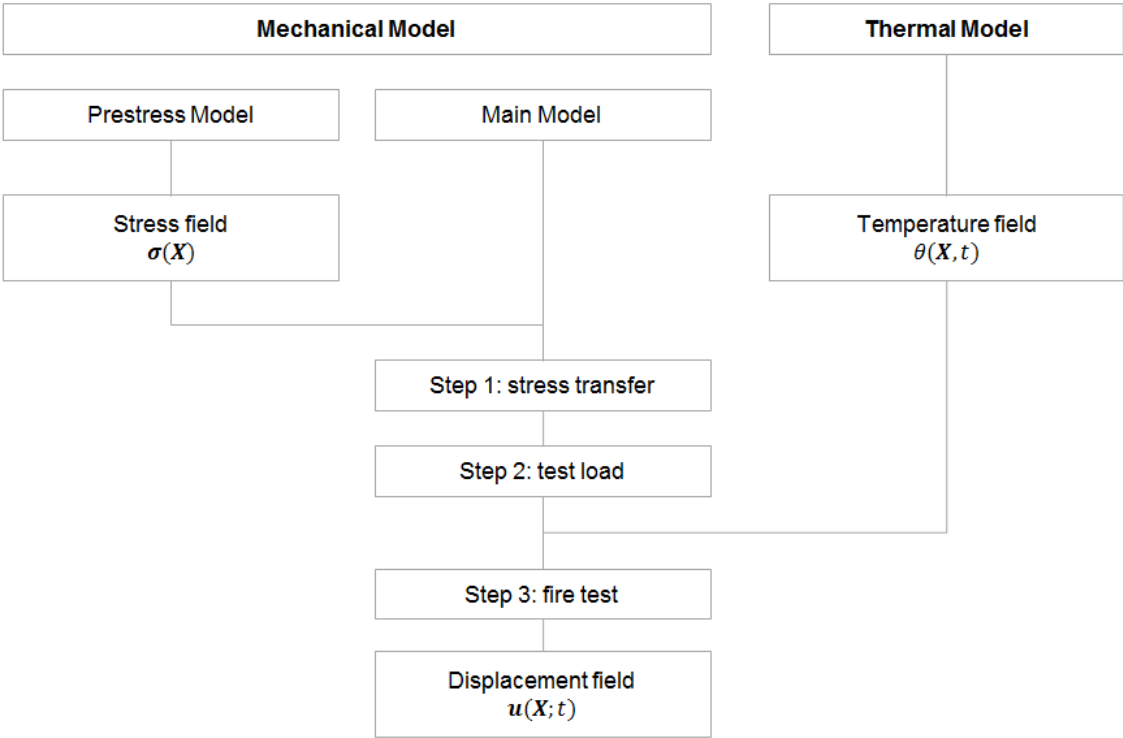 Mechanical Model
Thermal Model
Prestress Model
Main Model
Stress field
σ(X)
Temperature field
θ(X,t)
Step 1: stress transfer
Step 2: test load
Step 3: fire test
Displacement field
u(X;t)